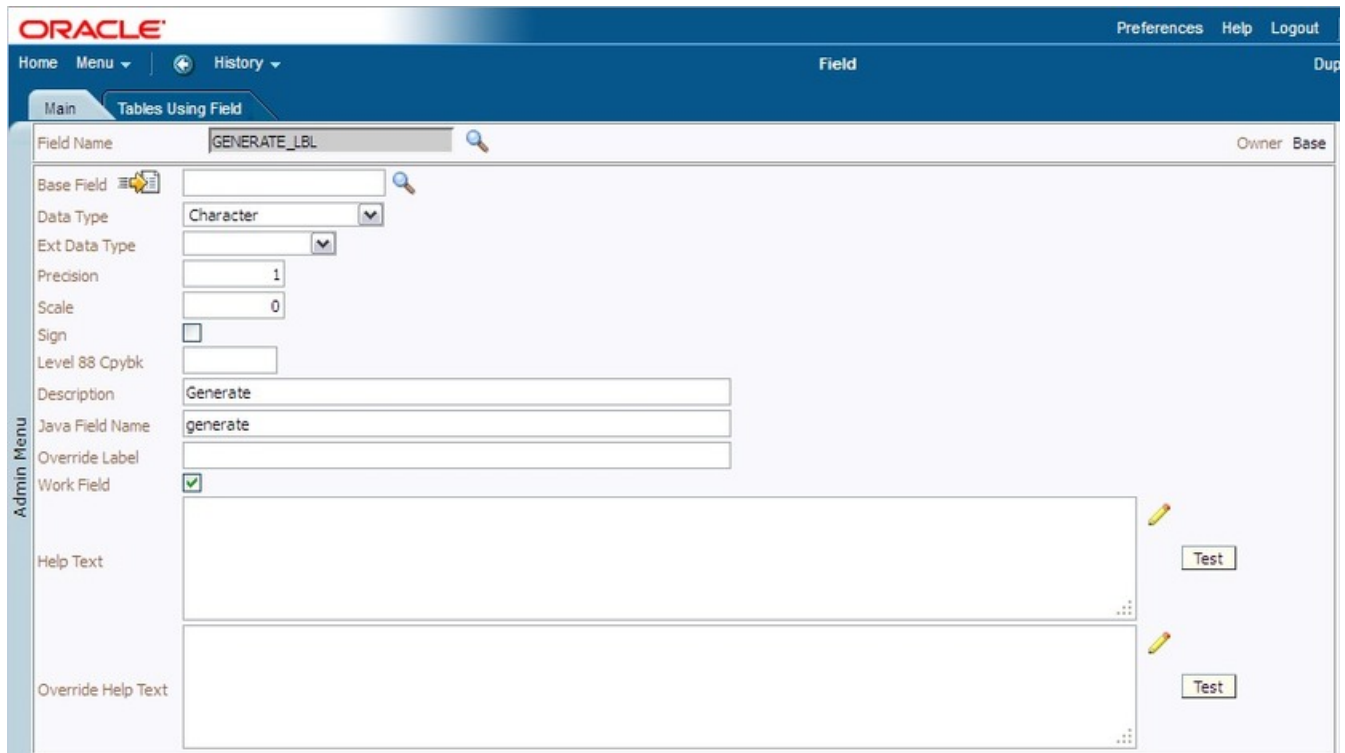 ORACLE
Preferences Help Logout
Home Menu History Field Dup
Main Tables Using Field
Field Name GENERATE_LBL Owner Base
Base Field
Data Type Character
Ext Data Type
Precision 1
Scale 0
Sign
Level 88 Cpybk
Description Generate
Java Field Name generate
Override Label
Work Field
Help Text Test
Override Help Text Test
Admin Menu